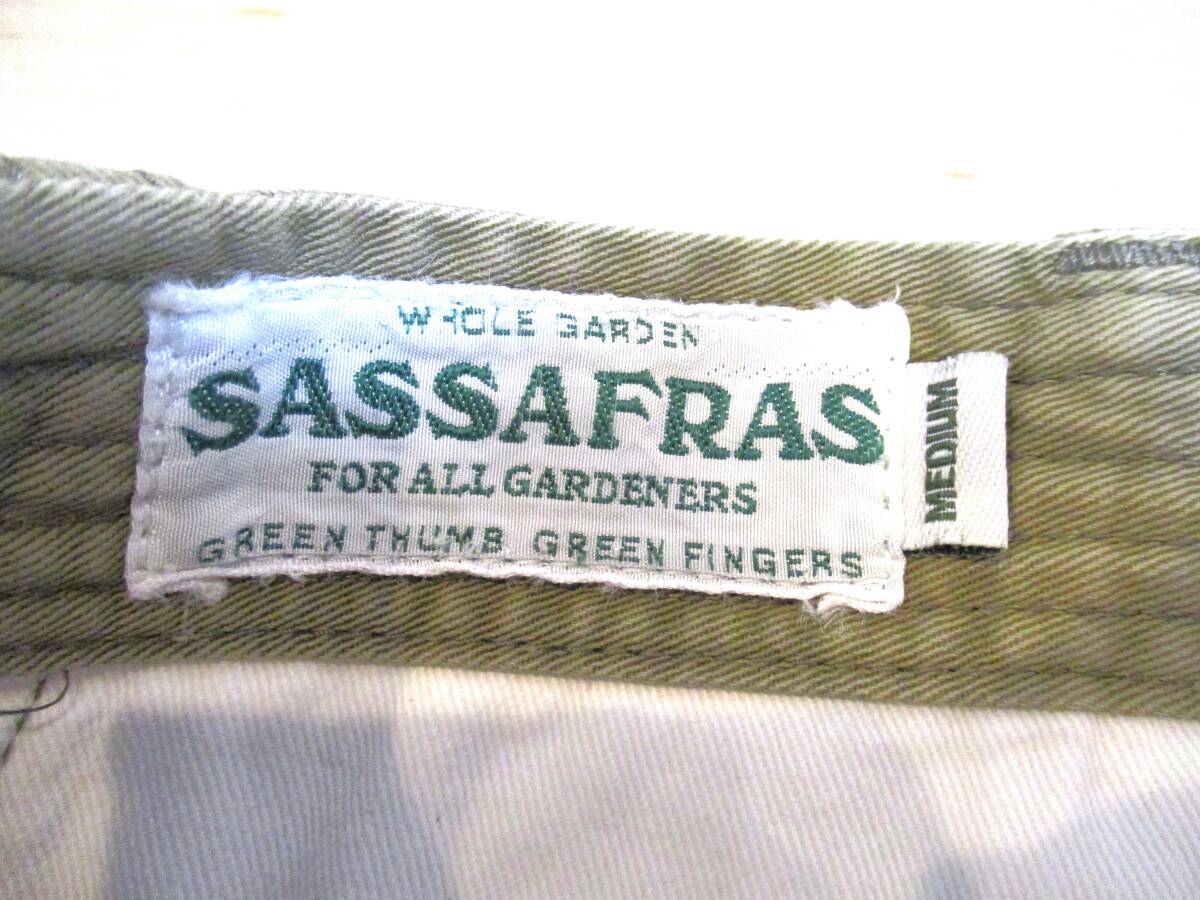 WHOLE GARDEN
SASSAFRAS
FOR ALL GARDENERS
GREEN THUMB GREEN FINGERS
MEDIUM